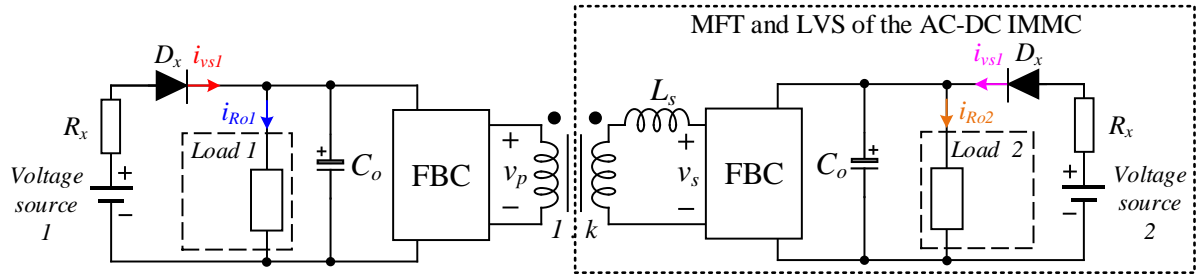 MFT and LVS of the AC-DC IMMC
Dx
ivs1
iRo1
Rx
Load 1
Voltage
source
1
+
−
+
Co
FBC
+
vp
−
1 : k
Ls
+
vs
−
FBC
+
Co
ivs1
Dx
iRo2
Load 2
Rx
+
−
Voltage
source
2